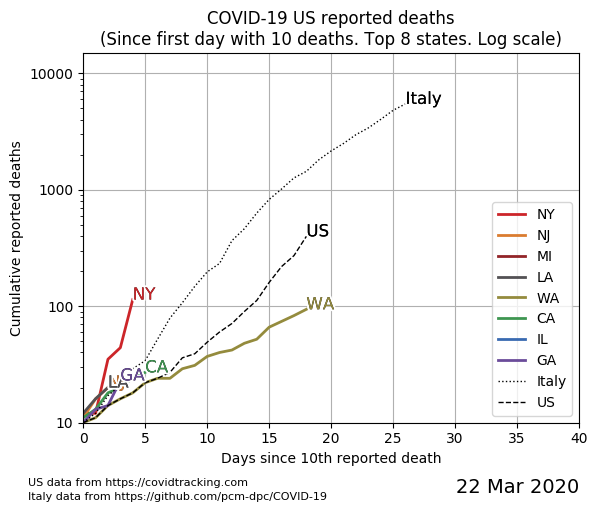 COVID-19 US reported deaths
(Since first day with 10 deaths. Top 8 states. Log scale)
Cumulative reported deaths
10000
1000
100
10
Italy
US
NY
WA
CA
GA
LA
NJ
NY
NJ
MI
LA
WA
CA
IL
GA
Italy
US
0 5 10 15 20 25 30 35 40
Days since 10th reported death
US data from https://covidtracking.com
Italy data from https://github.com/pcm-dpc/COVID-19
22 Mar 2020